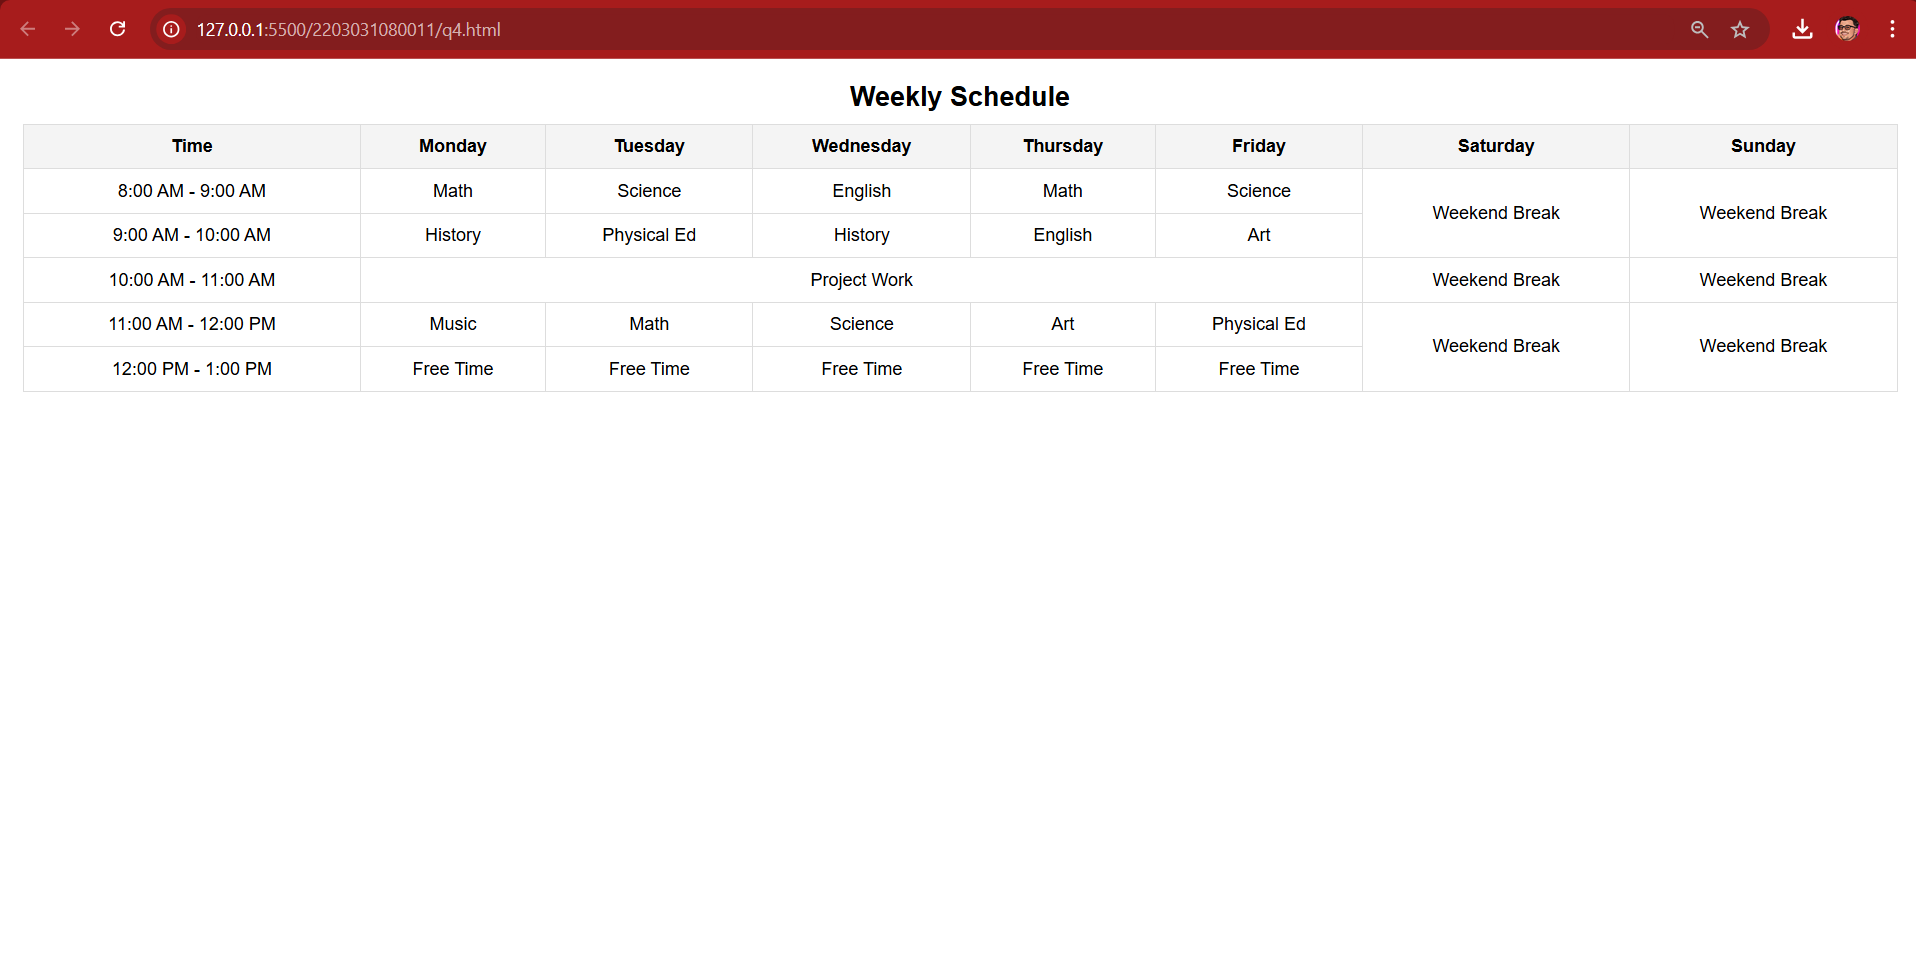 127.0.0.1:5500/2203031080011/q4.html
Weekly Schedule
Time Monday Tuesday Wednesday Thursday Friday Saturday Sunday
8:00 AM - 9:00 AM Math Science English Math Science Weekend Break Weekend Break
9:00 AM - 10:00 AM History Physical Ed History English Art
10:00 AM - 11:00 AM Project Work Weekend Break Weekend Break
11:00 AM - 12:00 PM Music Math Science Art Physical Ed Weekend Break Weekend Break
12:00 PM - 1:00 PM Free Time Free Time Free Time Free Time Free Time